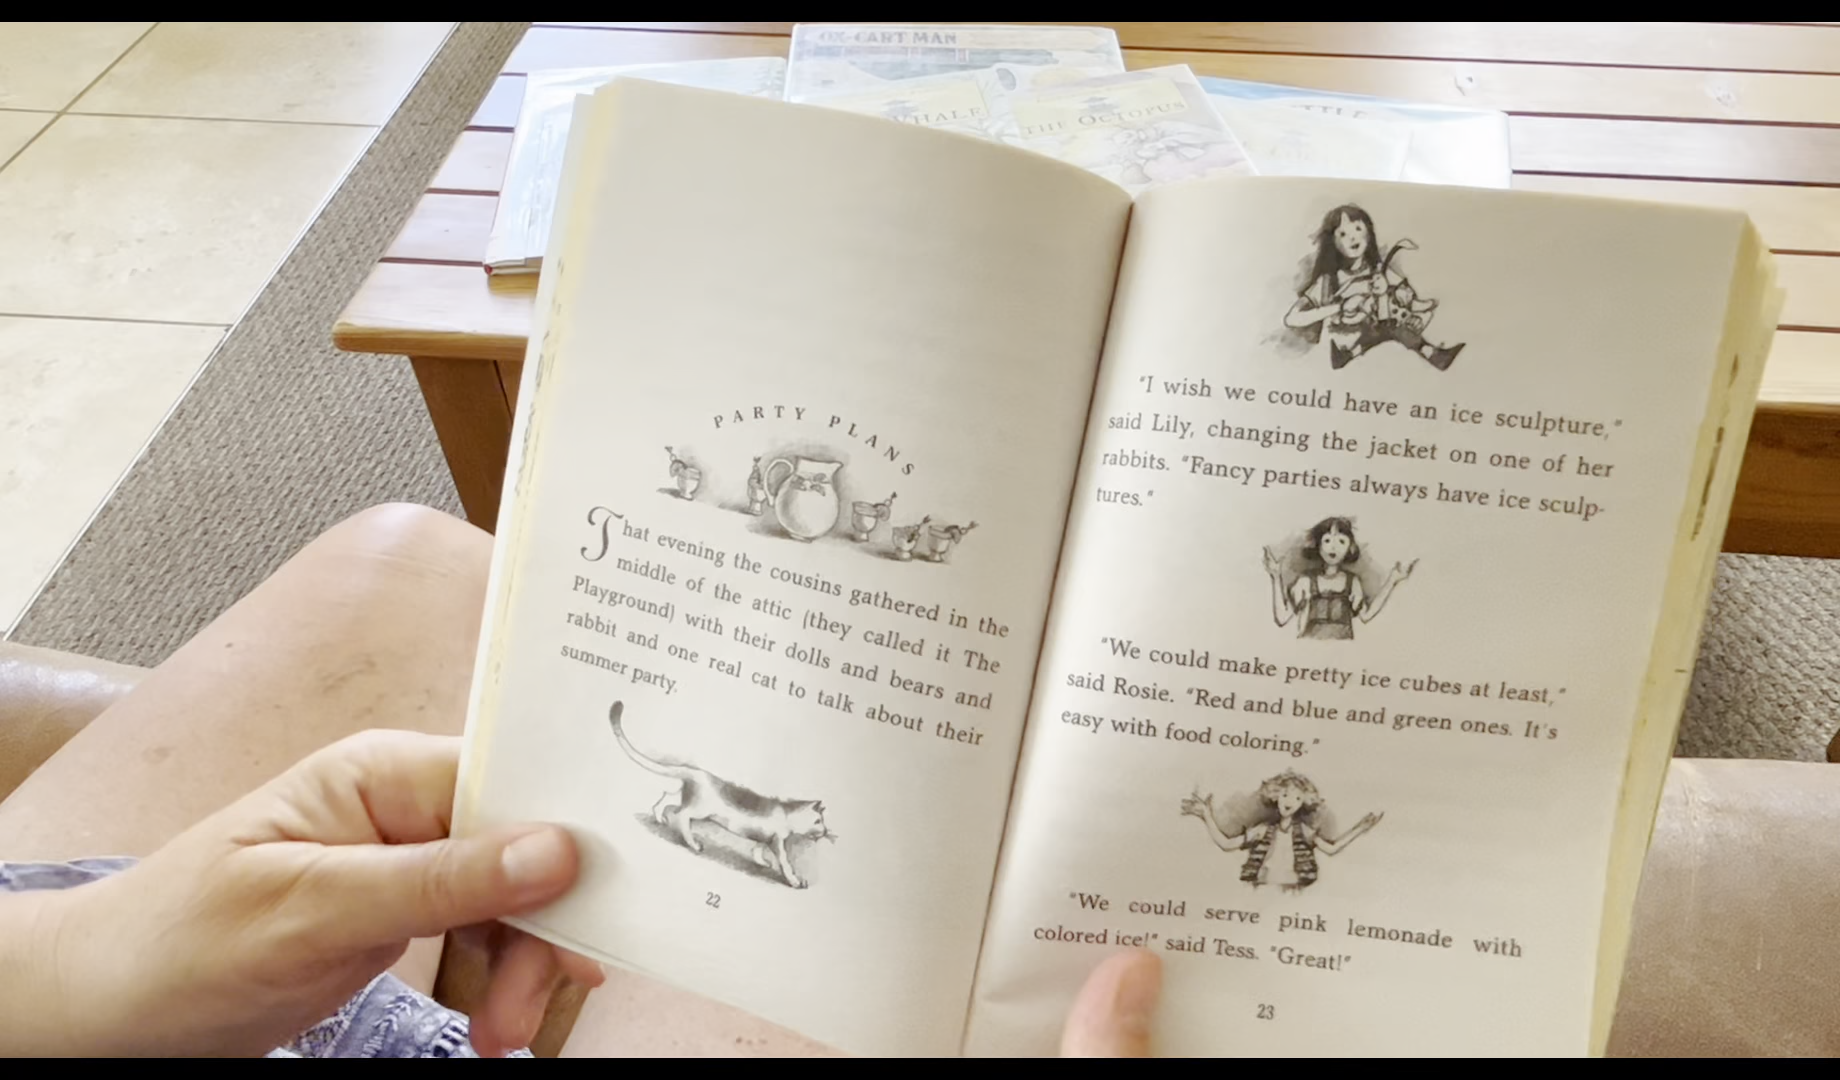 OX-CART MAN
WHALE
THE OCTOPUS
PARTY PLANS
That evening the cousins gathered in the
middle of the attic (they called it The
Playground) with their dolls and bears and
rabbit and one real cat to talk about their
summer party.
22
"I wish we could have an ice sculpture,"
said Lily, changing the jacket on one of her
rabbits. "Fancy parties always have ice sculp-
tures."
"We could make pretty ice cubes at least,"
said Rosie. "Red and blue and green ones. It's
easy with food coloring."
"We could serve pink lemonade with
colored ice!" said Tess. "Great!"
23